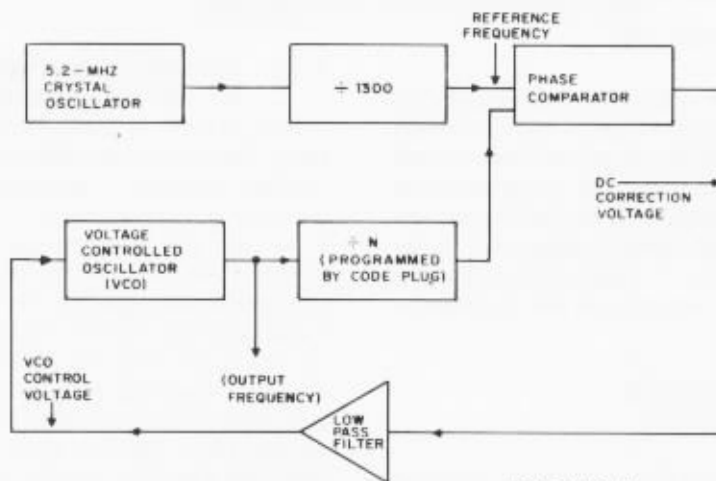 REFERENCE
FREQUENCY
5.2-MHZ
CRYSTAL
OSCILLATOR
÷ 1300
PHASE
COMPARATOR
DC
CORRECTION
VOLTAGE
VOLTAGE
CONTROLLED
OSCILLATOR
(VCO)
÷ N
(PROGRAMMED
BY CODE PLUG)
VCO
CONTROL
VOLTAGE
(OUTPUT
FREQUENCY)
LOW
PASS
FILTER